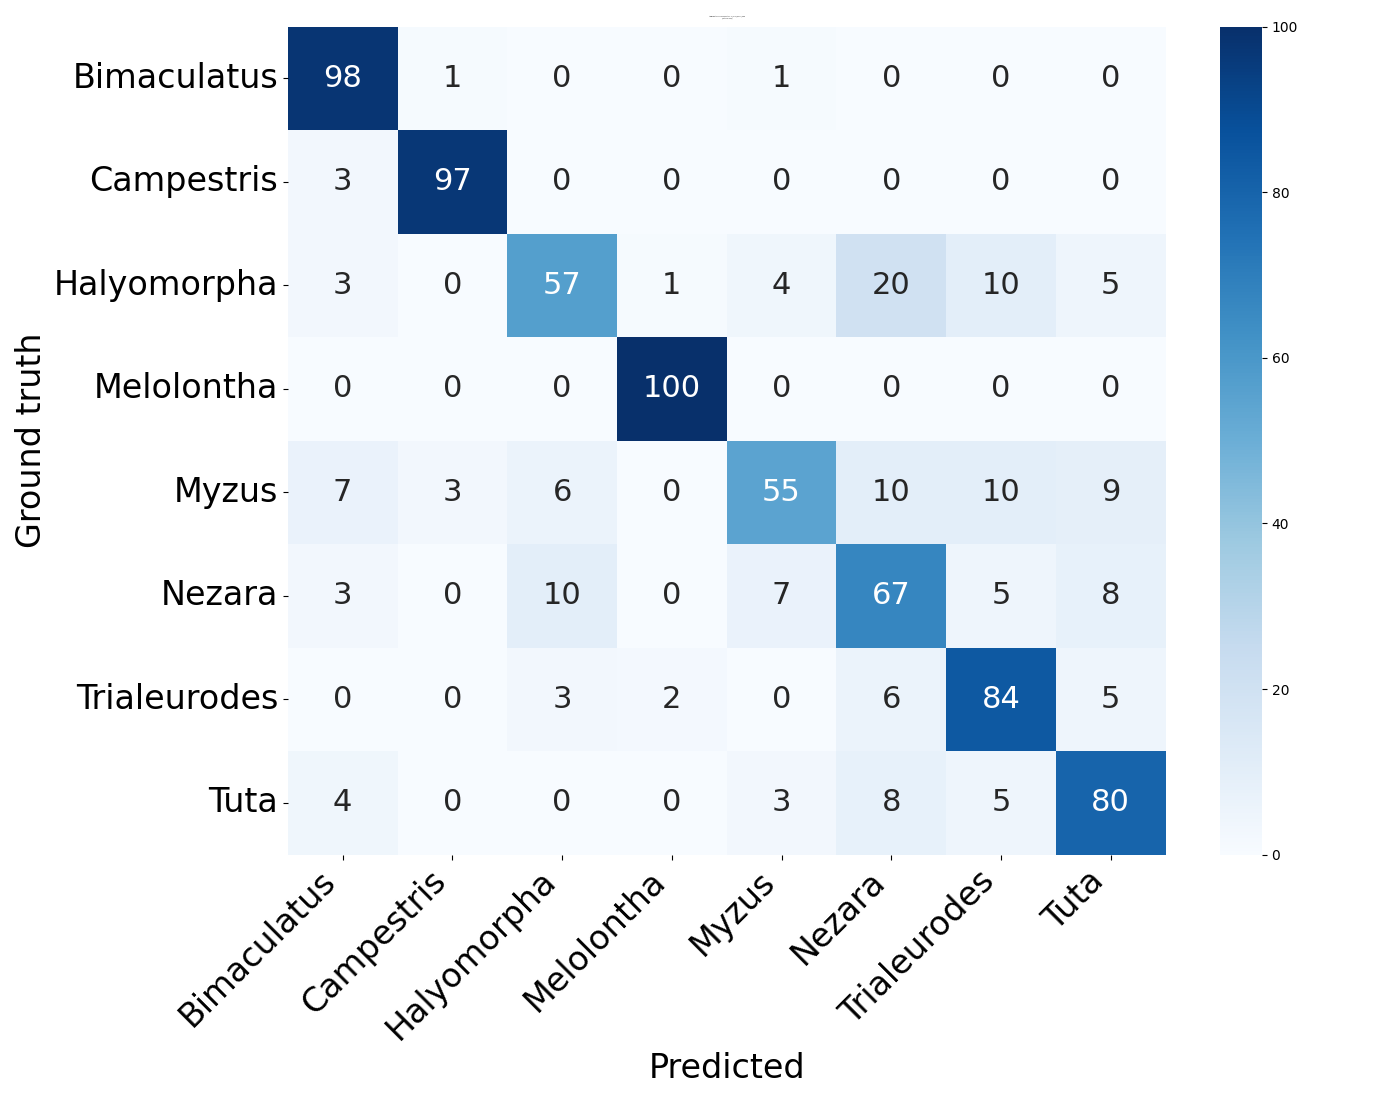 Bimaculatus 98 1 0 0 1 0 0 0
Campestris 3 97 0 0 0 0 0 0
Halyomorpha 3 0 57 1 4 20 10 5
Melolontha 0 0 0 100 0 0 0 0
Myzus 7 3 6 0 55 10 10 9
Nezara 3 0 10 0 7 67 5 8
Trialeurodes 0 0 3 2 0 6 84 5
Tuta 4 0 0 0 3 8 5 80
Ground truth
Bimaculatus Campestris Halyomorpha Melolontha Myzus Nezara Trialeurodes Tuta
Predicted
100
80
60
40
20
0